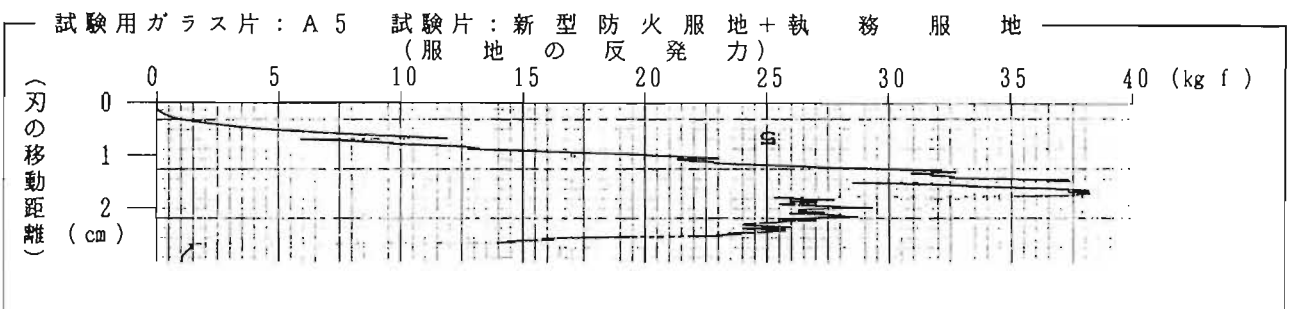 試験用ガラス片：A5　試験片：新型防火服地＋執務服地
（服地の反発力）
0 5 10 15 20 25 30 35 40 (kg f)
（刃の移動距離）
0
1
2
(cm)
5